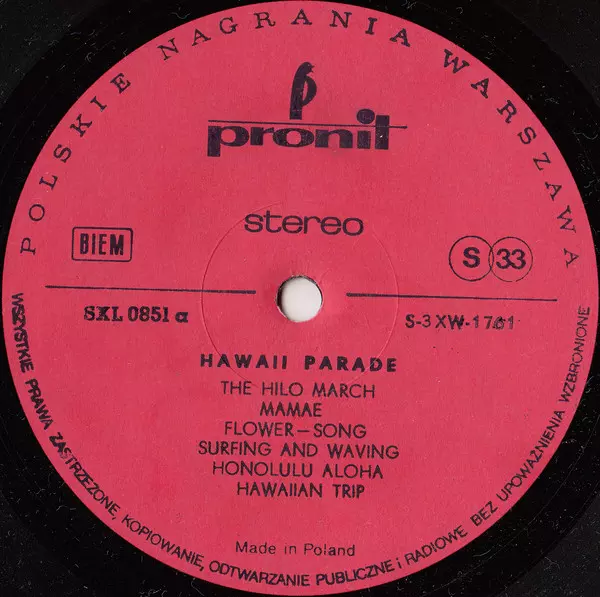 POLSKIE NAGRANIA WARSZAWA
pronit
stereo
BIEM
S 33
SXL 0851 α
S-3 XW-1761
HAWAII PARADE
THE HILO MARCH
MAMAE
FLOWER—SONG
SURFING AND WAVING
HONOLULU ALOHA
HAWAIIAN TRIP
Made in Poland
WSZYSTKIE PRAWA ZASTRZEŻONE, KOPIOWANIE, ODTWARZANIE PUBLICZNE i RADIOWE BEZ UPOWAŻNIENIA WZBRONIONE